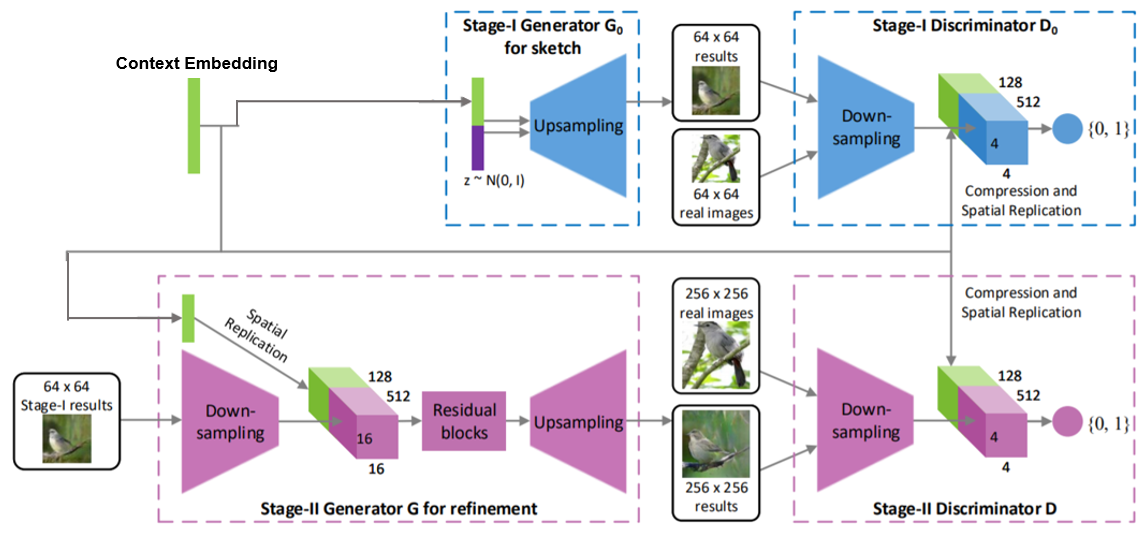 Context Embedding
Stage-I Generator G0
for sketch
Upsampling
z ~ N(0, I)
64 x 64
results
64 x 64
real images
Stage-I Discriminator D0
Down-
sampling
128
512
4
4
{0, 1}
Compression and
Spatial Replication
64 x 64
Stage-I results
Spatial
Replication
Down-
sampling
128
512
16
16
Residual
blocks
Upsampling
Stage-II Generator G for refinement
256 x 256
real images
256 x 256
results
Compression and
Spatial Replication
Down-
sampling
128
512
4
4
{0, 1}
Stage-II Discriminator D